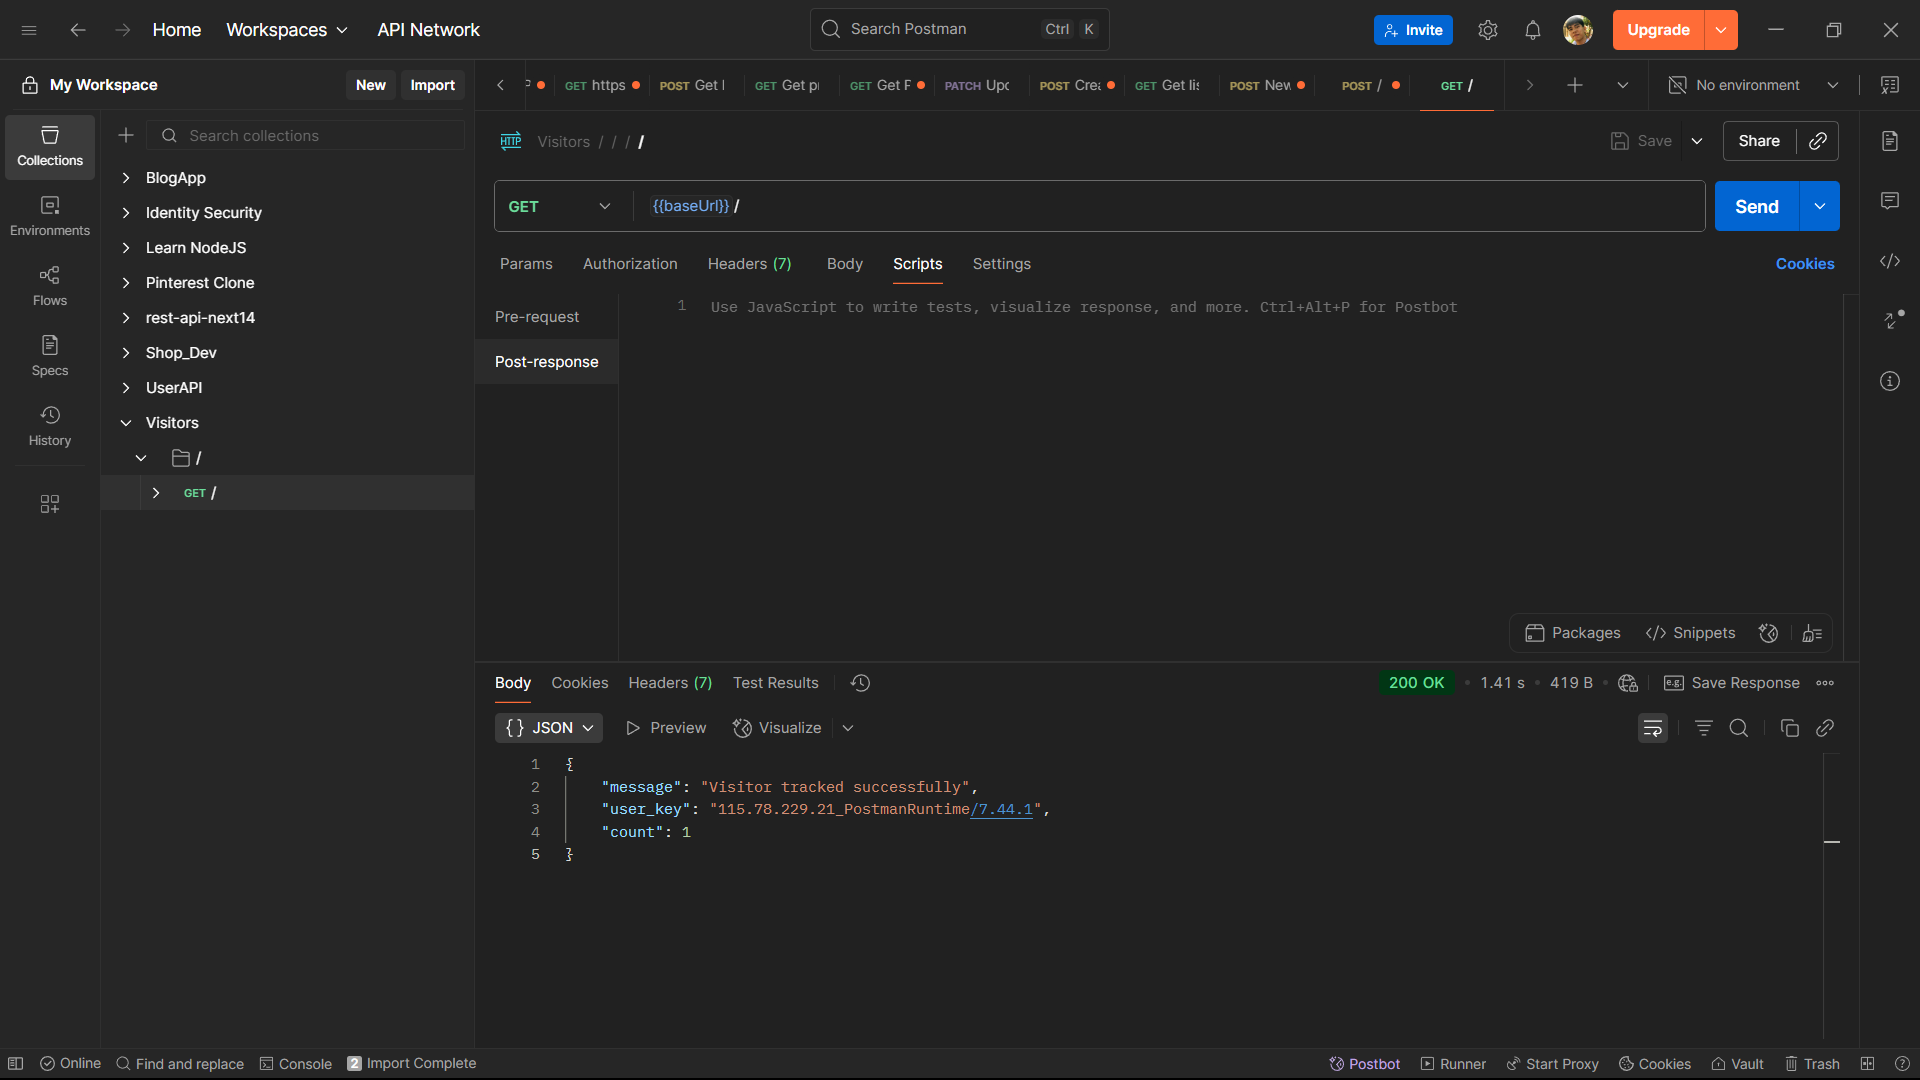 Home Workspaces API Network Search Postman Ctrl K Invite Upgrade
My Workspace New Import
GET https POST Get GET Get GET Get PATCH POST GET Get POST New POST / GET / No environment
Collections
Environments
Flows
Specs
History
Search collections
BlogApp
Identity Security
Learn NodeJS
Pinterest Clone
rest-api-next14
Shop_Dev
UserAPI
Visitors
/
GET /
HTTP Visitors / / / / Save Share
GET {{baseUrl}} / Send
Params Authorization Headers (7) Body Scripts Settings Cookies
Pre-request
Post-response
1 Use JavaScript to write tests, visualize response, and more. Ctrl+Alt+P for Postbot
Packages </> Snippets
Body Cookies Headers (7) Test Results 200 OK • 1.41 s • 419 B • e.g. Save Response
{} JSON Preview Visualize
1 {
2 "message": "Visitor tracked successfully",
3 "user_key": "115.78.229.21_PostmanRuntime/7.44.1",
4 "count": 1
5 }
Online Find and replace Console 2 Import Complete Postbot Runner Start Proxy Cookies Vault Trash